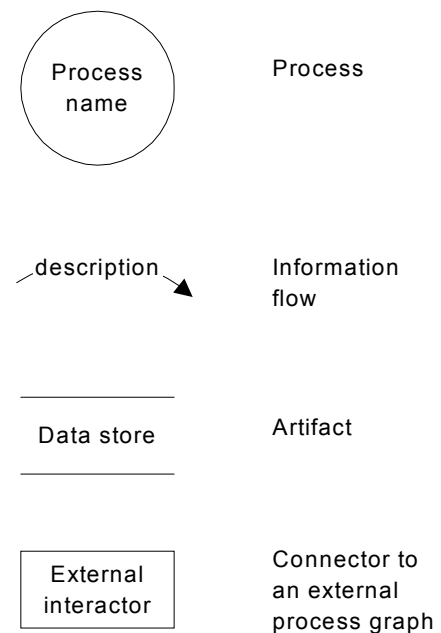 Process
name
Process
description
Information
flow
Data store
Artifact
External
interactor
Connector to
an external
process graph